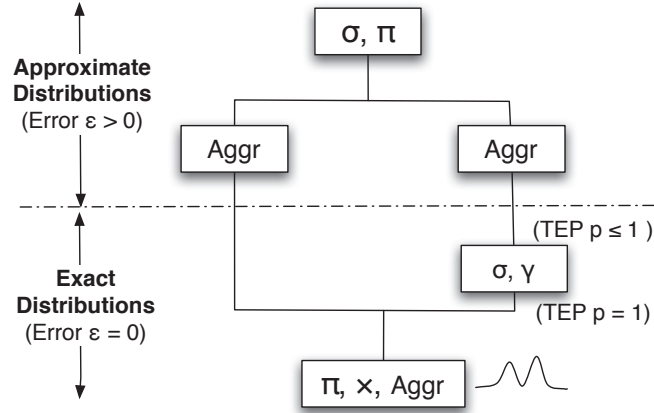 σ, π
Approximate
Distributions
(Error ε > 0)
Aggr
Aggr
(TEP p ≤ 1 )
σ, γ
Exact
Distributions
(Error ε = 0)
(TEP p = 1)
π, ×, Aggr